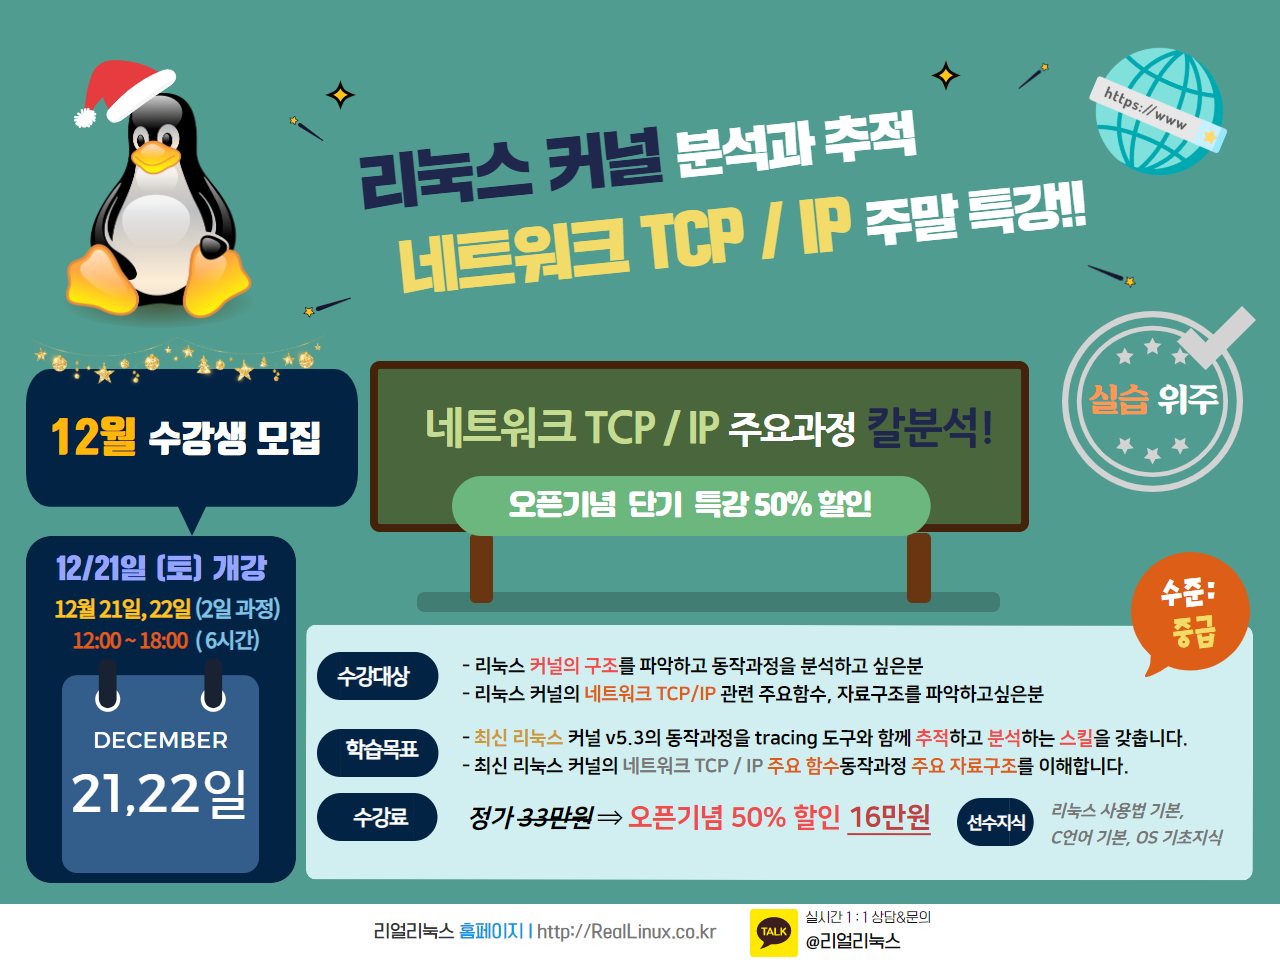 리눅스 커널 분석과 추적
네트워크 TCP / IP 주말 특강!!
https://www
12월 수강생 모집
네트워크 TCP / IP 주요과정 칼분석!
오픈기념 단기 특강 50% 할인
실습 위주
12/21일 (토) 개강
12월 21일, 22일 (2일 과정)
12:00 ~ 18:00 ( 6시간)
DECEMBER
21,22일
수준:
중급
수강대상
- 리눅스 커널의 구조를 파악하고 동작과정을 분석하고 싶은분
- 리눅스 커널의 네트워크 TCP/IP 관련 주요함수, 자료구조를 파악하고싶은분
학습목표
- 최신 리눅스 커널 v5.3의 동작과정을 tracing 도구와 함께 추적하고 분석하는 스킬을 갖춥니다.
- 최신 리눅스 커널의 네트워크 TCP / IP 주요 함수동작과정 주요 자료구조를 이해합니다.
수강료
정가 33만원 ⇒ 오픈기념 50% 할인 16만원
선수지식
리눅스 사용법 기본,
C언어 기본, OS 기초지식
리얼리눅스 홈페이지 I http://RealLinux.co.kr
TALK
실시간 1 : 1 상담&문의
@리얼리눅스